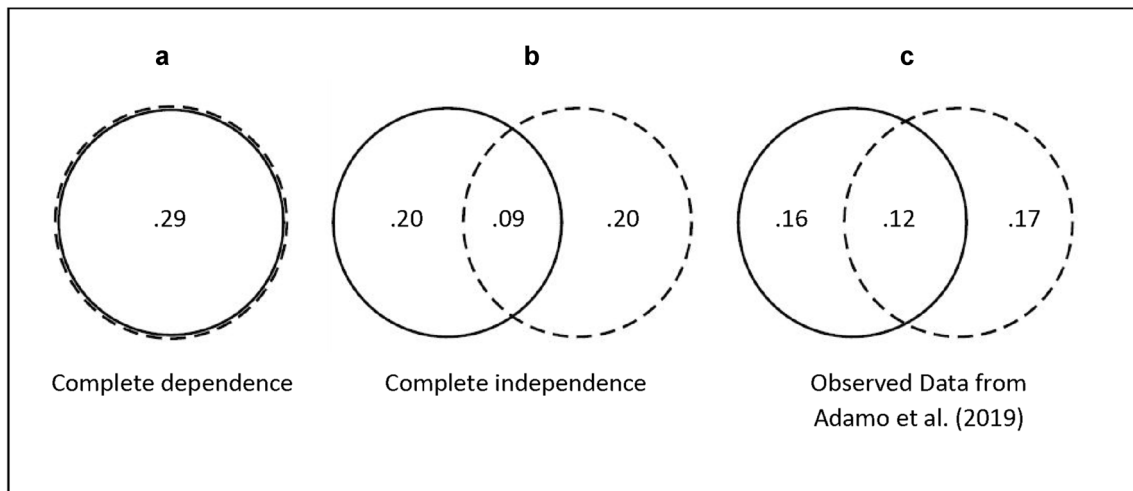 a
b
c
.29
.20
.09
.20
.16
.12
.17
Complete dependence
Complete independence
Observed Data from
Adamo et al. (2019)